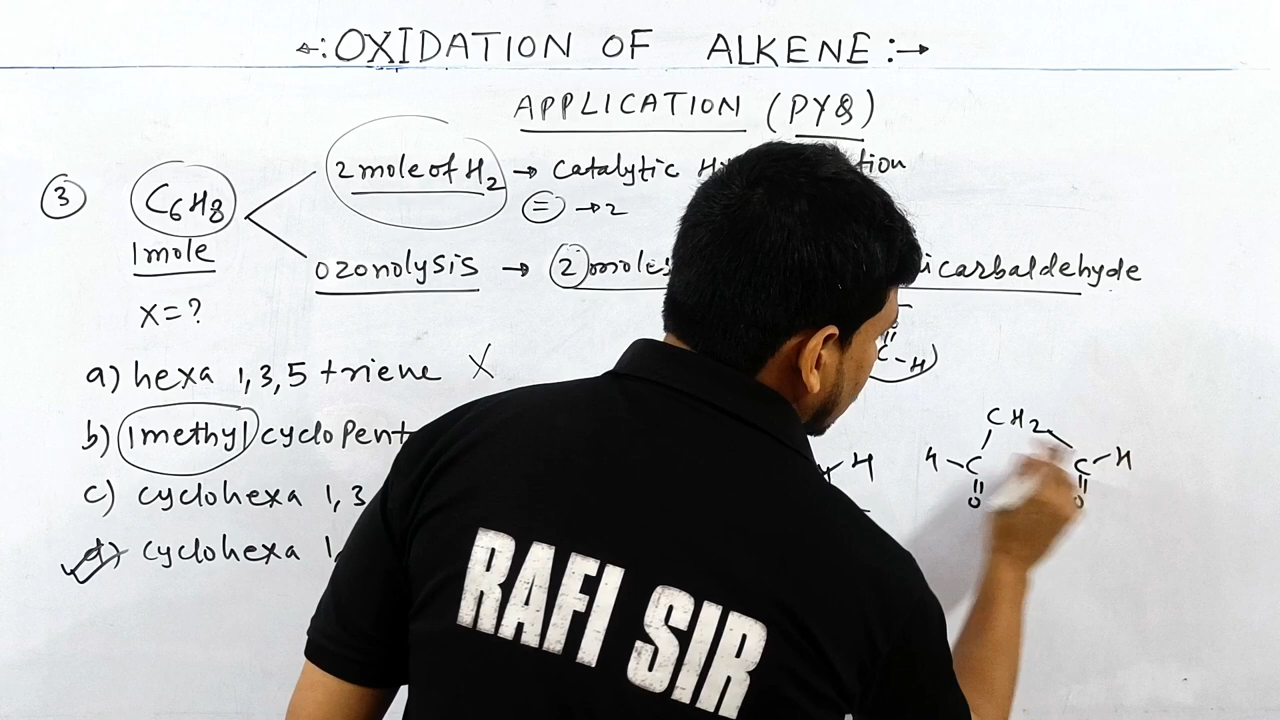 ←:OXIDATION OF ALKENE:→
APPLICATION (PYQ)
③ C6H8 2 mole of H2 → catalytic
= → 2
1mole
ozonolysis → 2 moles icarbaldehyde
X=?
C-H)
a) hexa 1,3,5 triene X
CH2
b) 1methyl cyclopent H H-C C-H
O O
c) cyclohexa 1,3
d) cyclohexa 1,
RAFI SIR